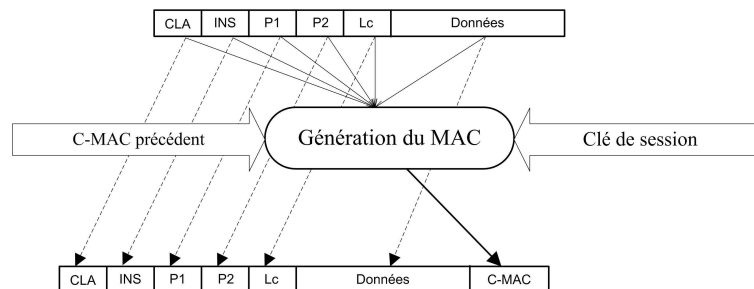 CLA INS P1 P2 Lc Données
C-MAC précédent Génération du MAC Clé de session
CLA INS P1 P2 Lc Données C-MAC